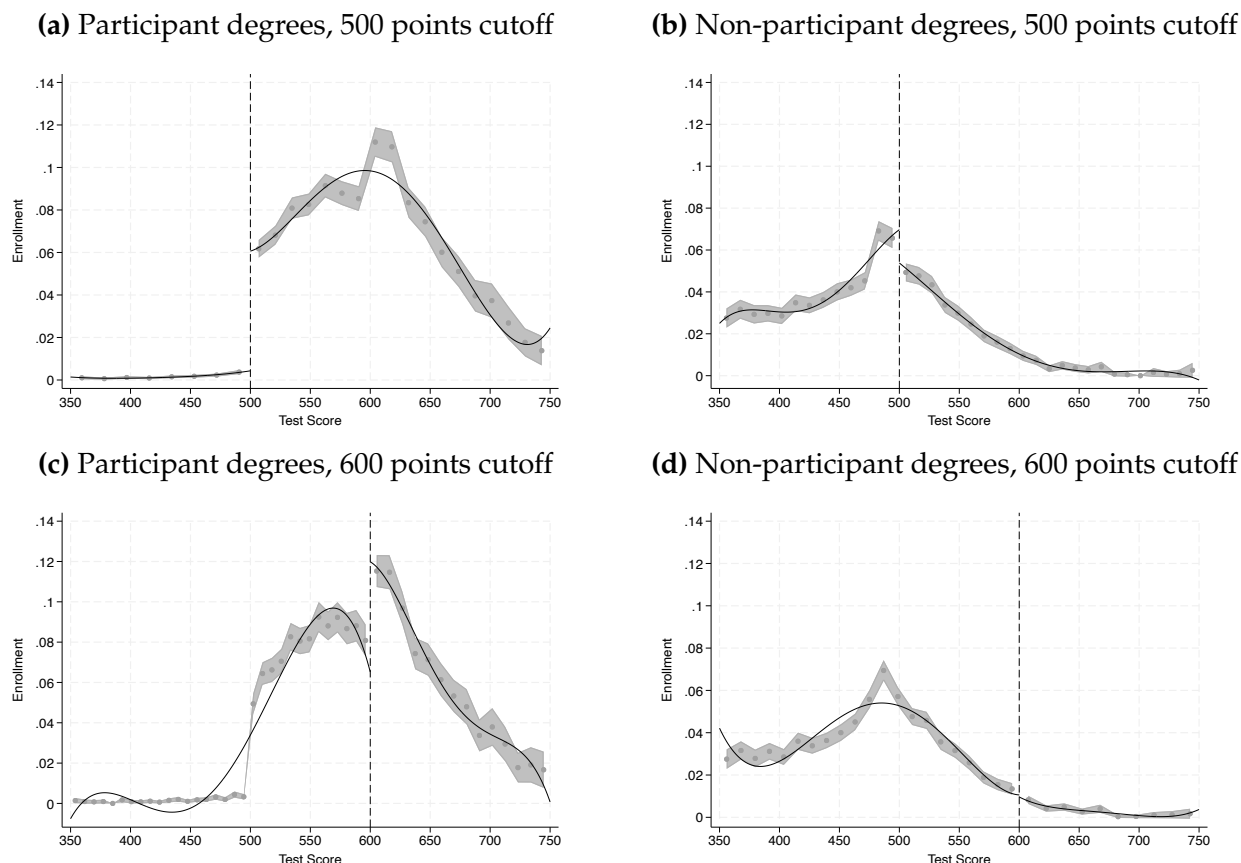 (a) Participant degrees, 500 points cutoff
(b) Non-participant degrees, 500 points cutoff
.14
.12
.1
.08
.06
.04
.02
0
Enrollment
350 400 450 500 550 600 650 700 750
Test Score
.14
.12
.1
.08
.06
.04
.02
0
Enrollment
350 400 450 500 550 600 650 700 750
Test Score
(c) Participant degrees, 600 points cutoff
(d) Non-participant degrees, 600 points cutoff
.14
.12
.1
.08
.06
.04
.02
0
Enrollment
350 400 450 500 550 600 650 700 750
Test Score
.14
.12
.1
.08
.06
.04
.02
0
Enrollment
350 400 450 500 550 600 650 700 750
Test Score